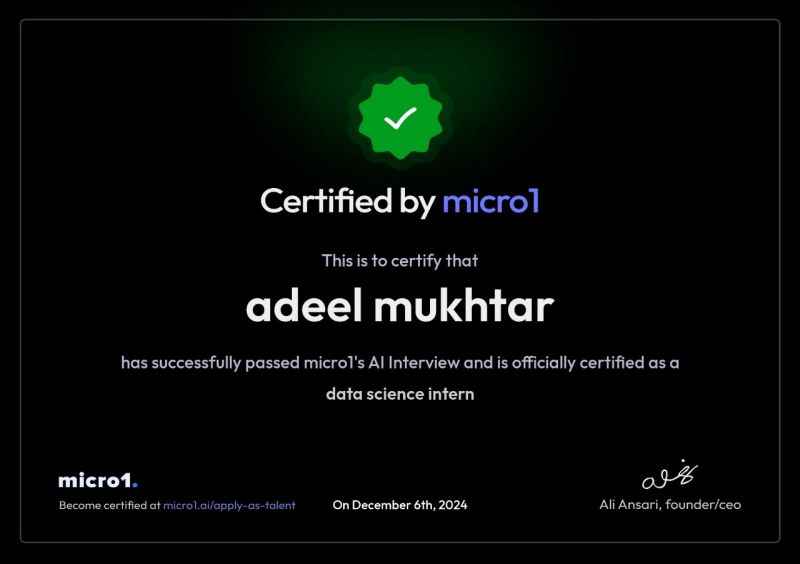 Certified by micro1
This is to certify that
adeel mukhtar
has successfully passed micro1's AI Interview and is officially certified as a
data science intern
micro1.
Become certified at micro1.ai/apply-as-talent
On December 6th, 2024
Ali Ansari, founder/ceo